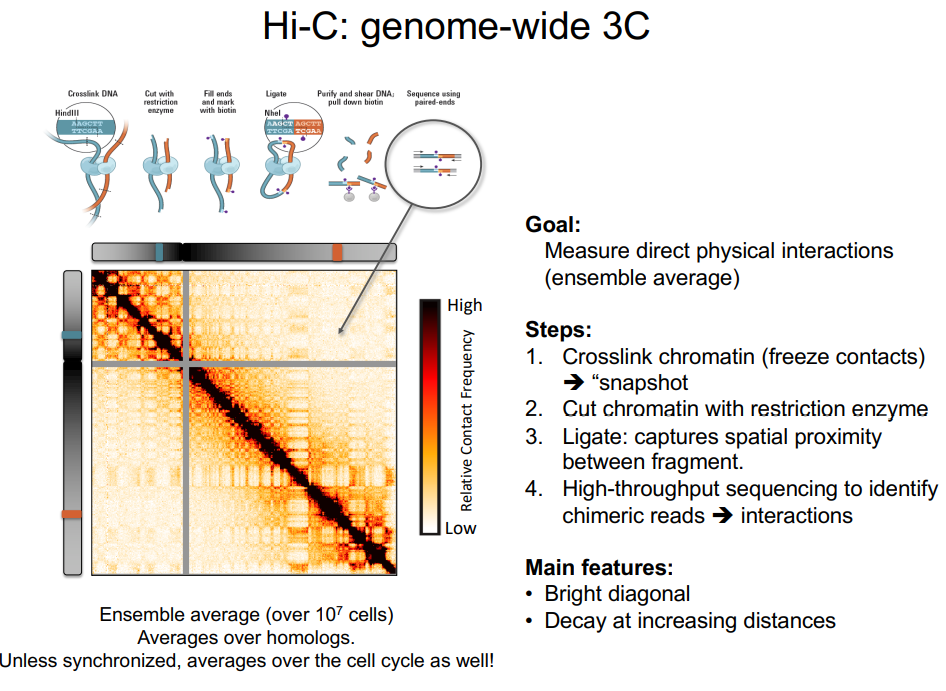 Hi-C: genome-wide 3C
Crosslink DNA
Cut with
restriction
enzyme
Fill ends
and mark
with biotin
Ligate
Purify and shear DNA;
pull down biotin
Sequence using
paired-ends
HindIII
AAGCTT
TTCGAA
NheI
AAGCT AGCTT
TTCGA TCGAA
High
Relative Contact Frequency
Low
Ensemble average (over 10⁷ cells)
Averages over homologs.
Unless synchronized, averages over the cell cycle as well!
Goal:
Measure direct physical interactions
(ensemble average)
Steps:
1. Crosslink chromatin (freeze contacts)
➔ “snapshot
2. Cut chromatin with restriction enzyme
3. Ligate: captures spatial proximity
between fragment.
4. High-throughput sequencing to identify
chimeric reads ➔ interactions
Main features:
• Bright diagonal
• Decay at increasing distances